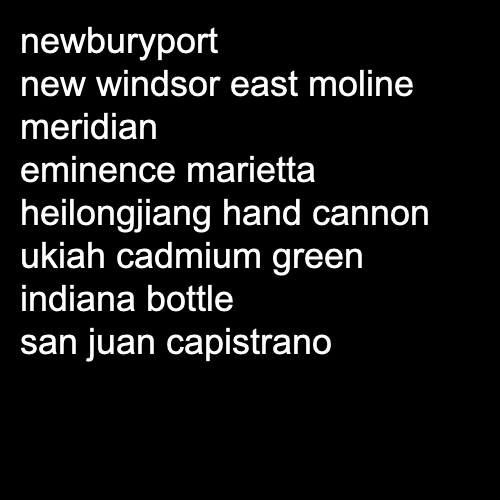 newburyport
new windsor east moline
meridian
eminence marietta
heilongjiang hand cannon
ukiah cadmium green
indiana bottle
san juan capistrano